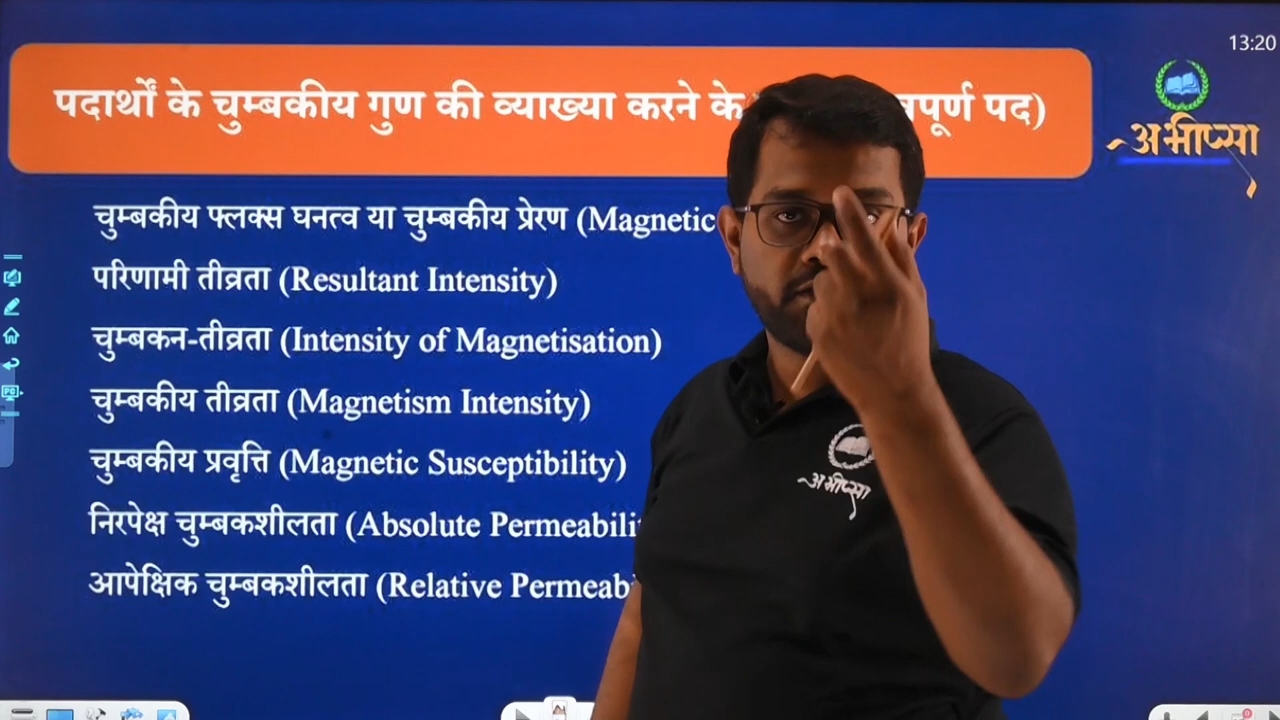 13:20
पदार्थों के चुम्बकीय गुण की व्याख्या करने के पद)
अभीप्सा
चुम्बकीय फ्लक्स घनत्व या चुम्बकीय प्रेरण (Magnetic
परिणामी तीव्रता (Resultant Intensity)
चुम्बकन-तीव्रता (Intensity of Magnetisation)
चुम्बकीय तीव्रता (Magnetism Intensity)
चुम्बकीय प्रवृत्ति (Magnetic Susceptibility)
निरपेक्ष चुम्बकशीलता (Absolute
आपेक्षिक चुम्बकशीलता (Relative
अभीप्सा